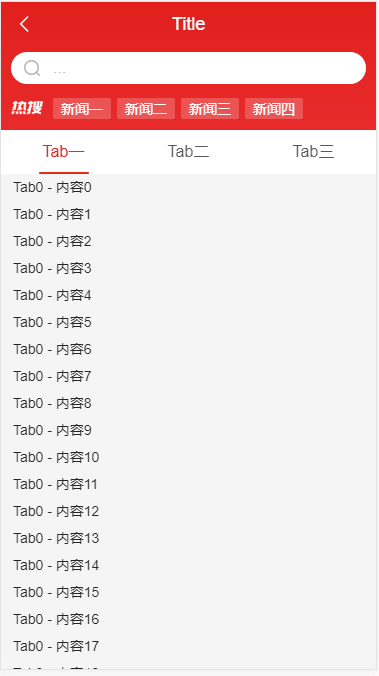 Title
...
热搜 新闻一 新闻二 新闻三 新闻四
Tab一 Tab二 Tab三
Tab0 - 内容0
Tab0 - 内容1
Tab0 - 内容2
Tab0 - 内容3
Tab0 - 内容4
Tab0 - 内容5
Tab0 - 内容6
Tab0 - 内容7
Tab0 - 内容8
Tab0 - 内容9
Tab0 - 内容10
Tab0 - 内容11
Tab0 - 内容12
Tab0 - 内容13
Tab0 - 内容14
Tab0 - 内容15
Tab0 - 内容16
Tab0 - 内容17